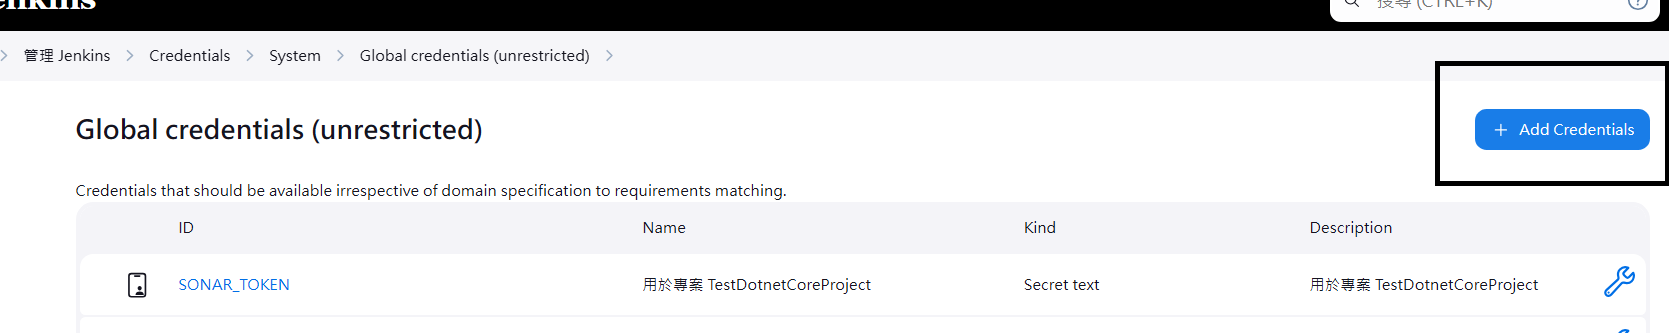 搜尋 (CTRL+K)
管理 Jenkins > Credentials > System > Global credentials (unrestricted) >
Global credentials (unrestricted)
+ Add Credentials
Credentials that should be available irrespective of domain specification to requirements matching.
ID Name Kind Description
SONAR_TOKEN 用於專案 TestDotnetCoreProject Secret text 用於專案 TestDotnetCoreProject